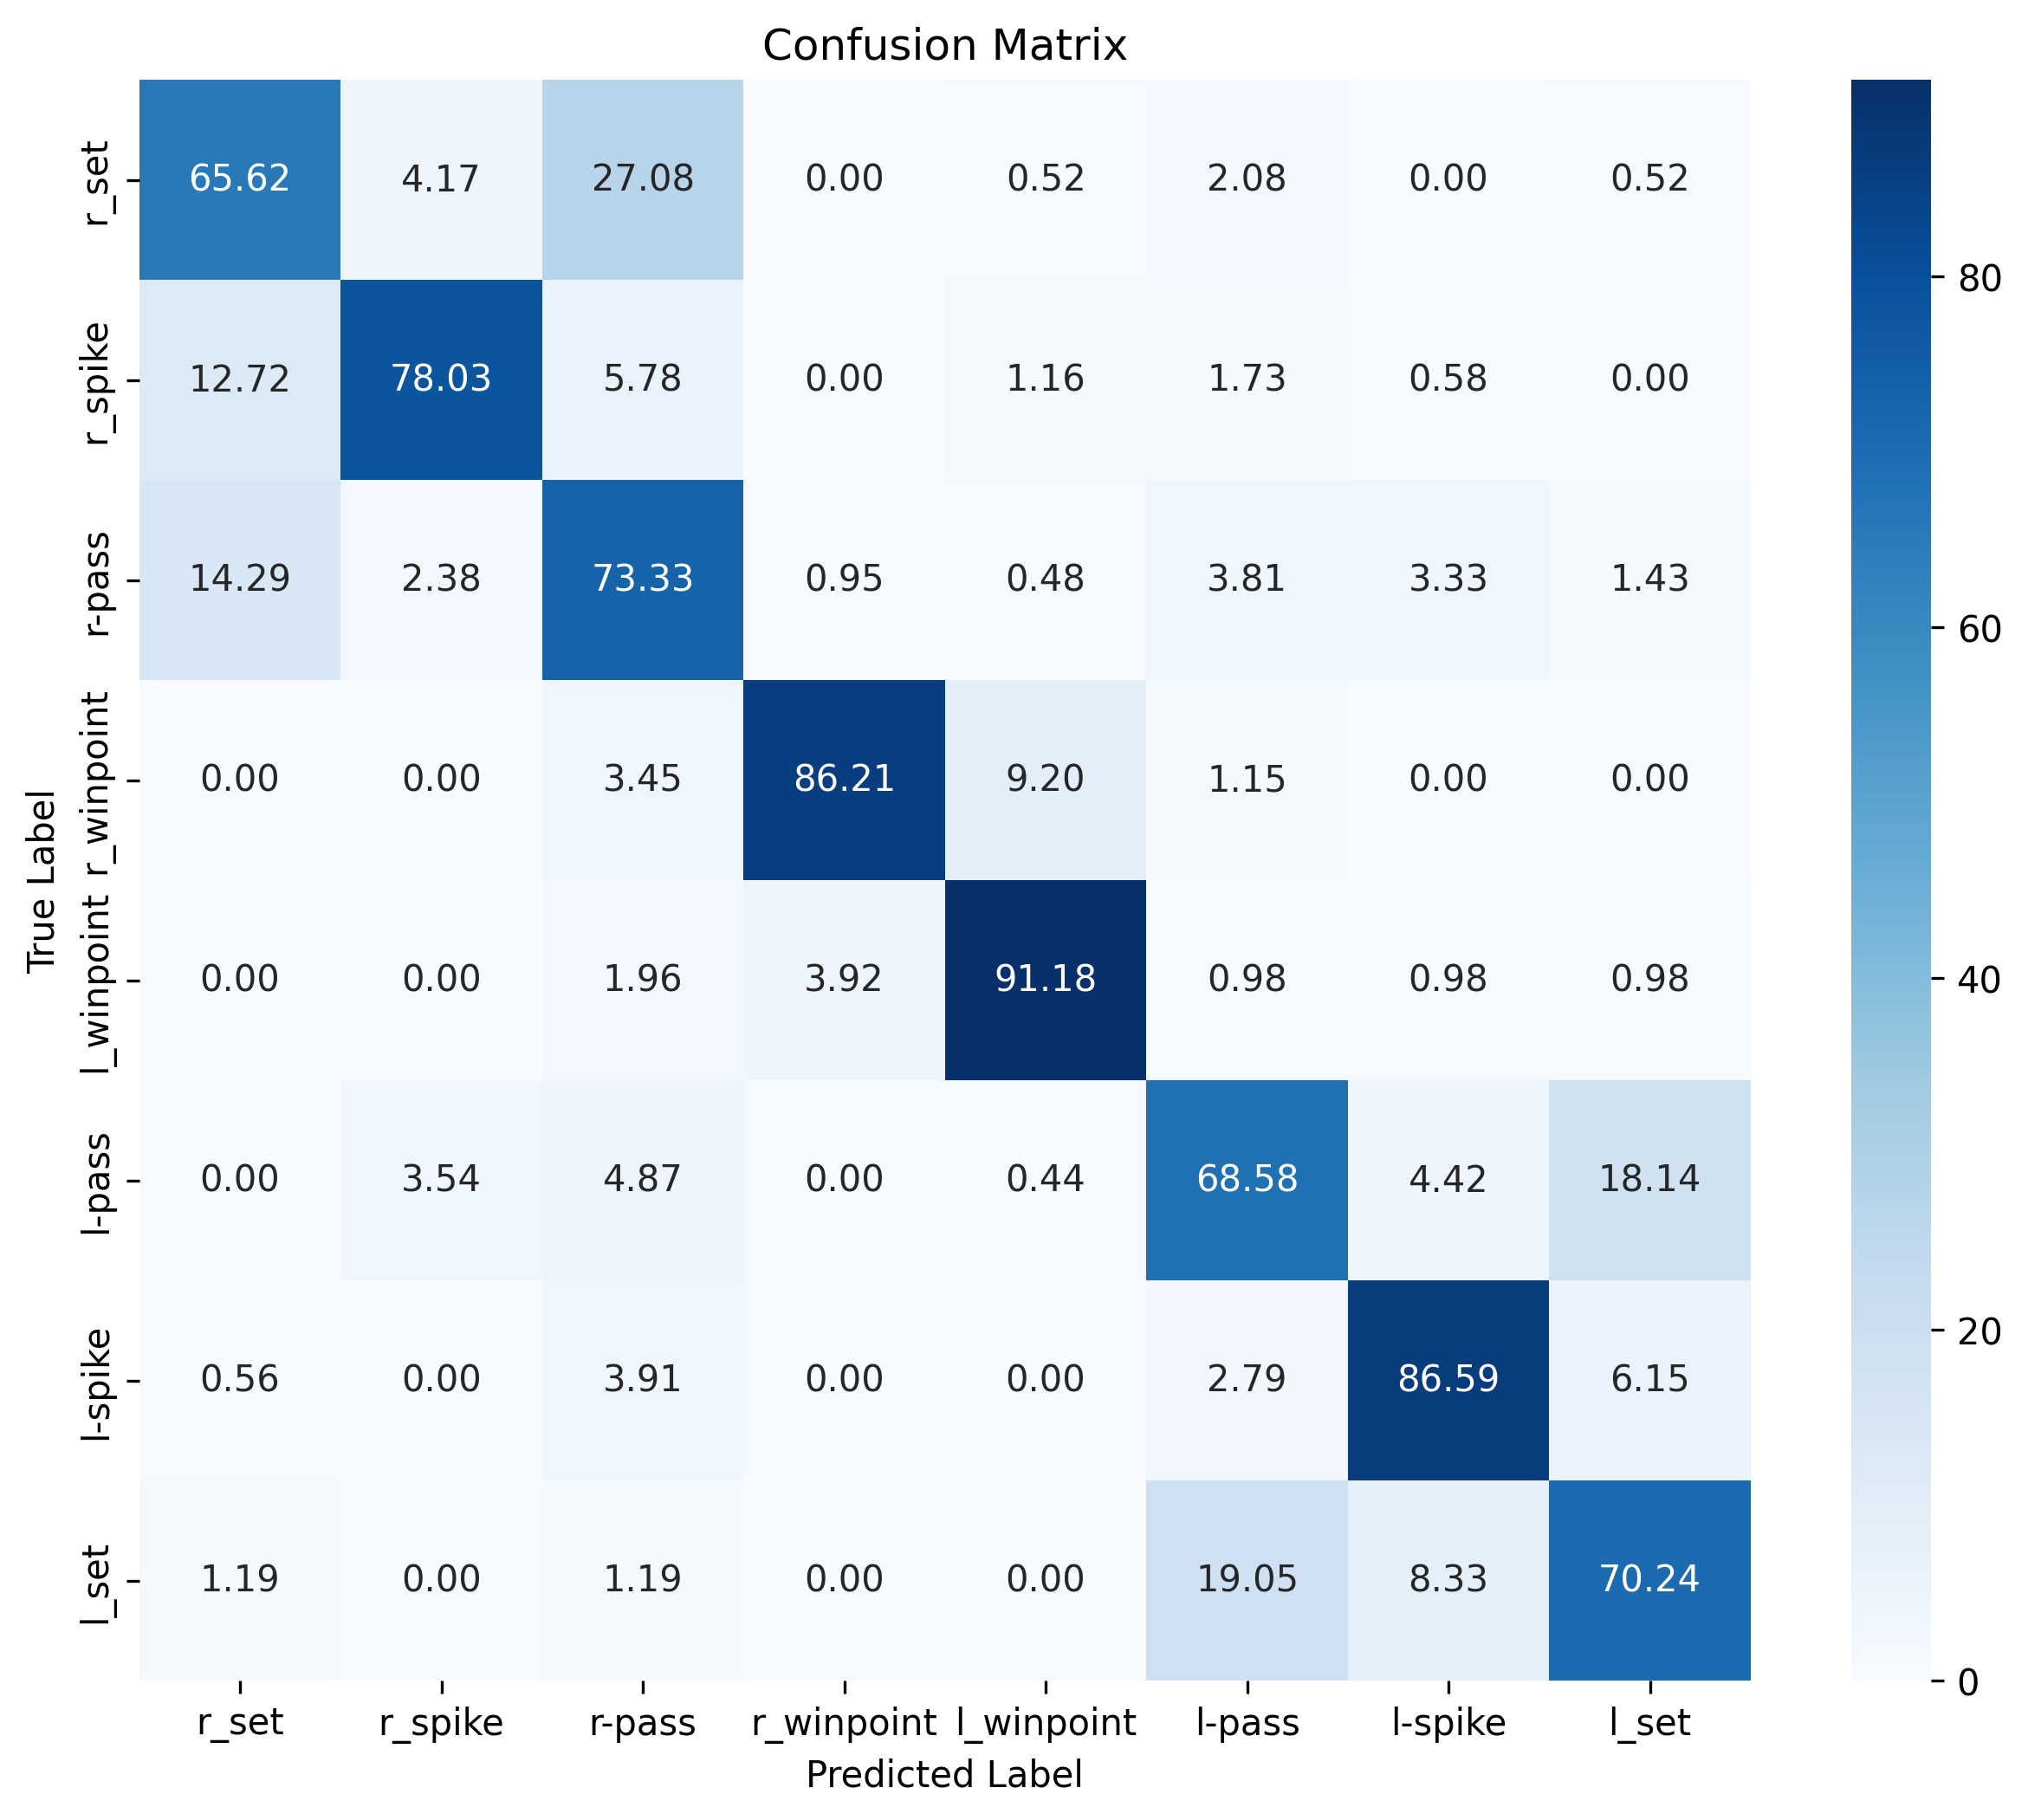 Confusion Matrix
r_set 65.62 4.17 27.08 0.00 0.52 2.08 0.00 0.52
r_spike 12.72 78.03 5.78 0.00 1.16 1.73 0.58 0.00
r-pass 14.29 2.38 73.33 0.95 0.48 3.81 3.33 1.43
r_winpoint 0.00 0.00 3.45 86.21 9.20 1.15 0.00 0.00
l_winpoint 0.00 0.00 1.96 3.92 91.18 0.98 0.98 0.98
l-pass 0.00 3.54 4.87 0.00 0.44 68.58 4.42 18.14
l-spike 0.56 0.00 3.91 0.00 0.00 2.79 86.59 6.15
l_set 1.19 0.00 1.19 0.00 0.00 19.05 8.33 70.24
r_set r_spike r-pass r_winpoint l_winpoint l-pass l-spike l_set
Predicted Label
True Label
80
60
40
20
0